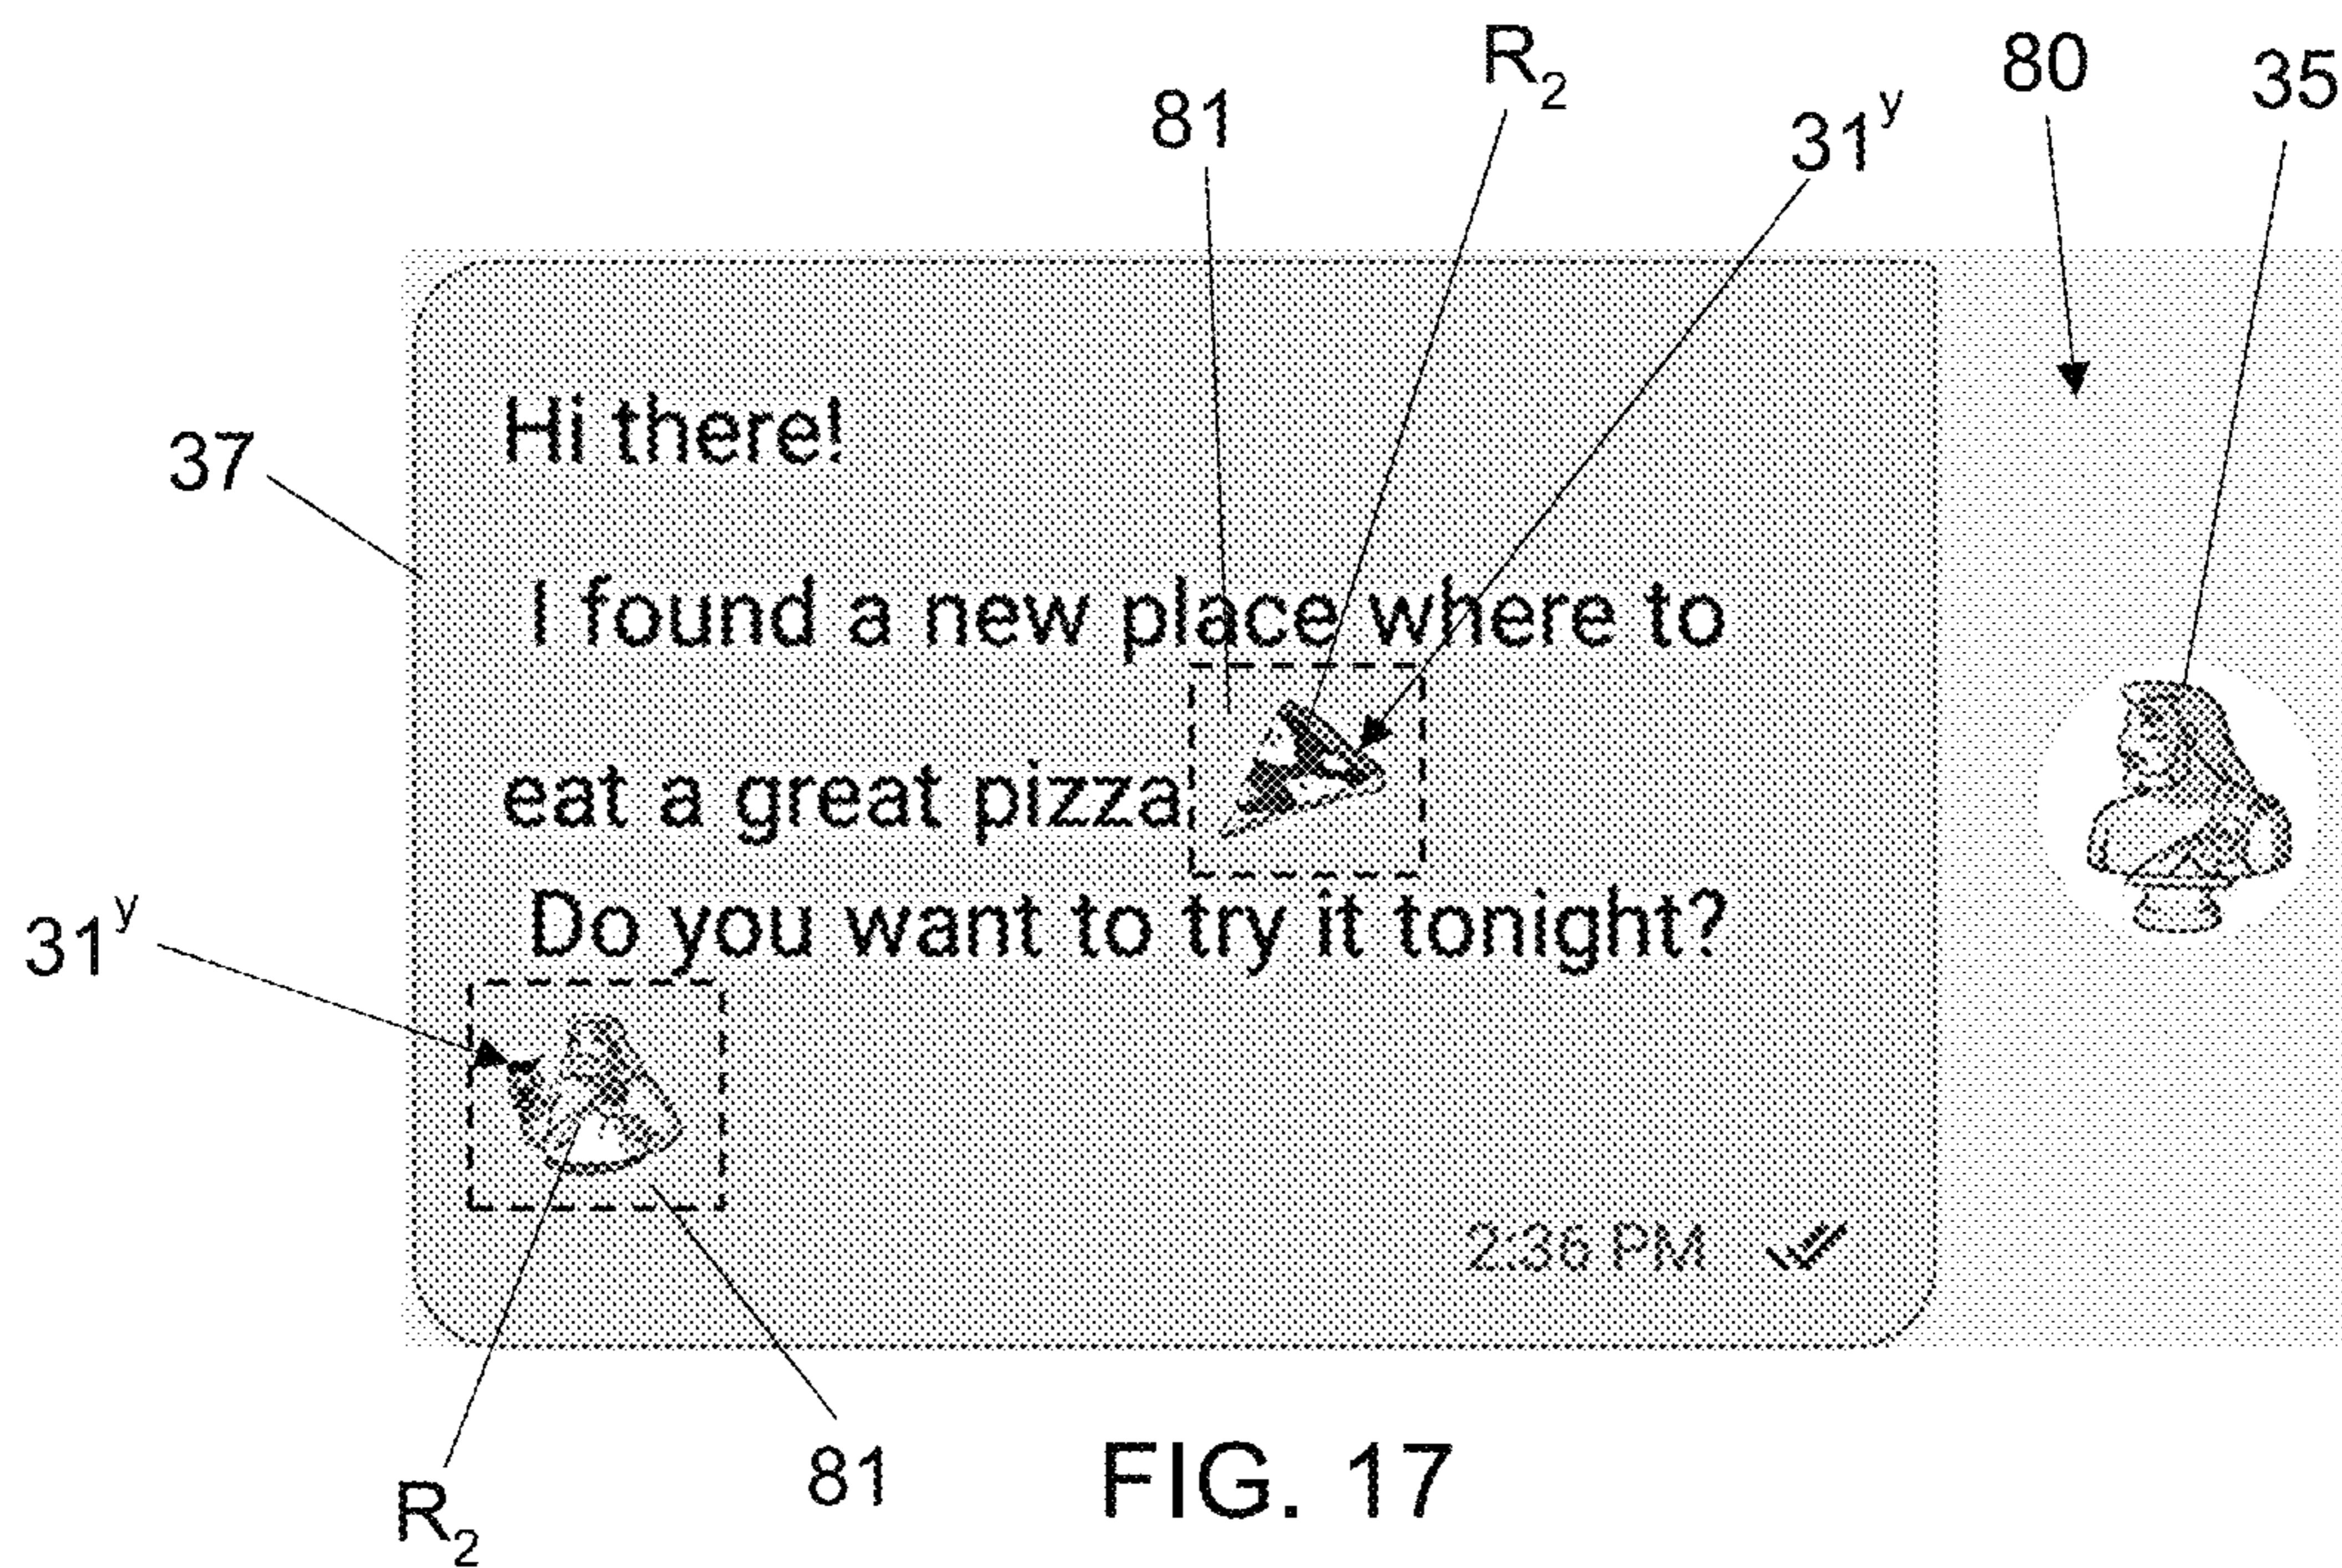 R₂
80
35
81
31ʸ
37
Hi there!
I found a new place where to
eat a great pizza
Do you want to try it tonight?
31ʸ
2:36 PM
81
R₂
FIG. 17